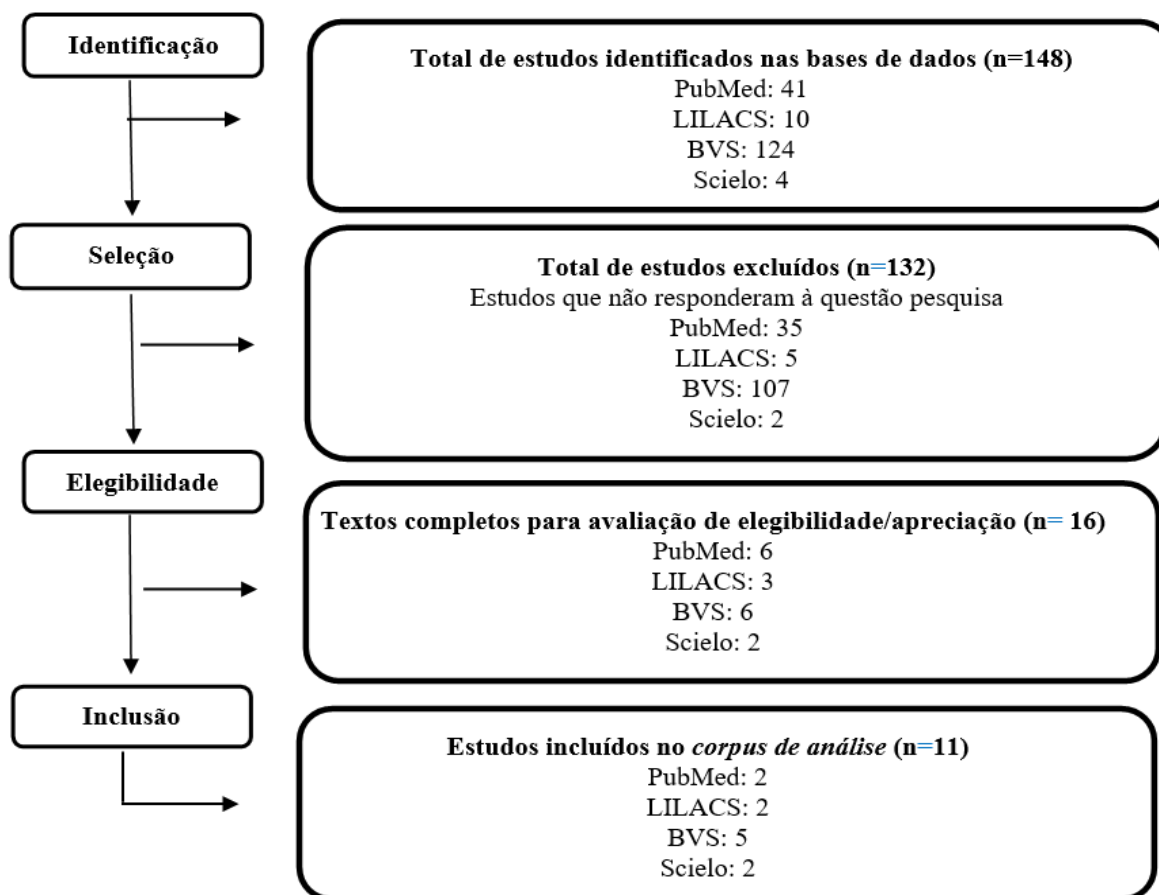 Identificação
Total de estudos identificados nas bases de dados (n=148)
PubMed: 41
LILACS: 10
BVS: 124
Scielo: 4
Seleção
Total de estudos excluídos (n=132)
Estudos que não responderam à questão pesquisa
PubMed: 35
LILACS: 5
BVS: 107
Scielo: 2
Elegibilidade
Textos completos para avaliação de elegibilidade/apreciação (n= 16)
PubMed: 6
LILACS: 3
BVS: 6
Scielo: 2
Inclusão
Estudos incluídos no corpus de análise (n=11)
PubMed: 2
LILACS: 2
BVS: 5
Scielo: 2